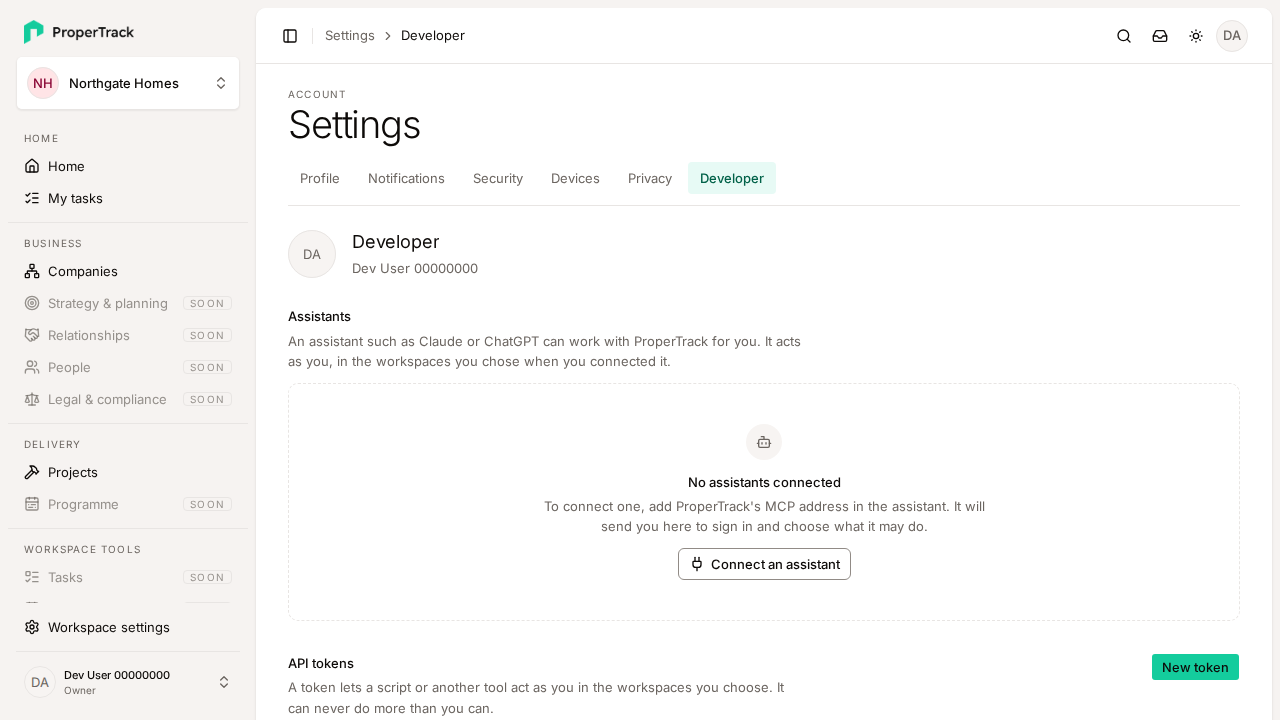 ProperTrack
NH
Northgate Homes
HOME
Home
My tasks
BUSINESS
Companies
Strategy & planning
SOON
Relationships
SOON
People
SOON
Legal & compliance
SOON
DELIVERY
Projects
Programme
SOON
WORKSPACE TOOLS
Tasks
SOON
Workspace settings
DA
Dev User 00000000
Owner
Settings
Developer
DA
ACCOUNT
Settings
Profile
Notifications
Security
Devices
Privacy
Developer
DA
Developer
Dev User 00000000
Assistants
An assistant such as Claude or ChatGPT can work with ProperTrack for you. It acts
as you, in the workspaces you chose when you connected it.
No assistants connected
To connect one, add ProperTrack's MCP address in the assistant. It will
send you here to sign in and choose what it may do.
Connect an assistant
API tokens
New token
A token lets a script or another tool act as you in the workspaces you choose. It
can never do more than you can.